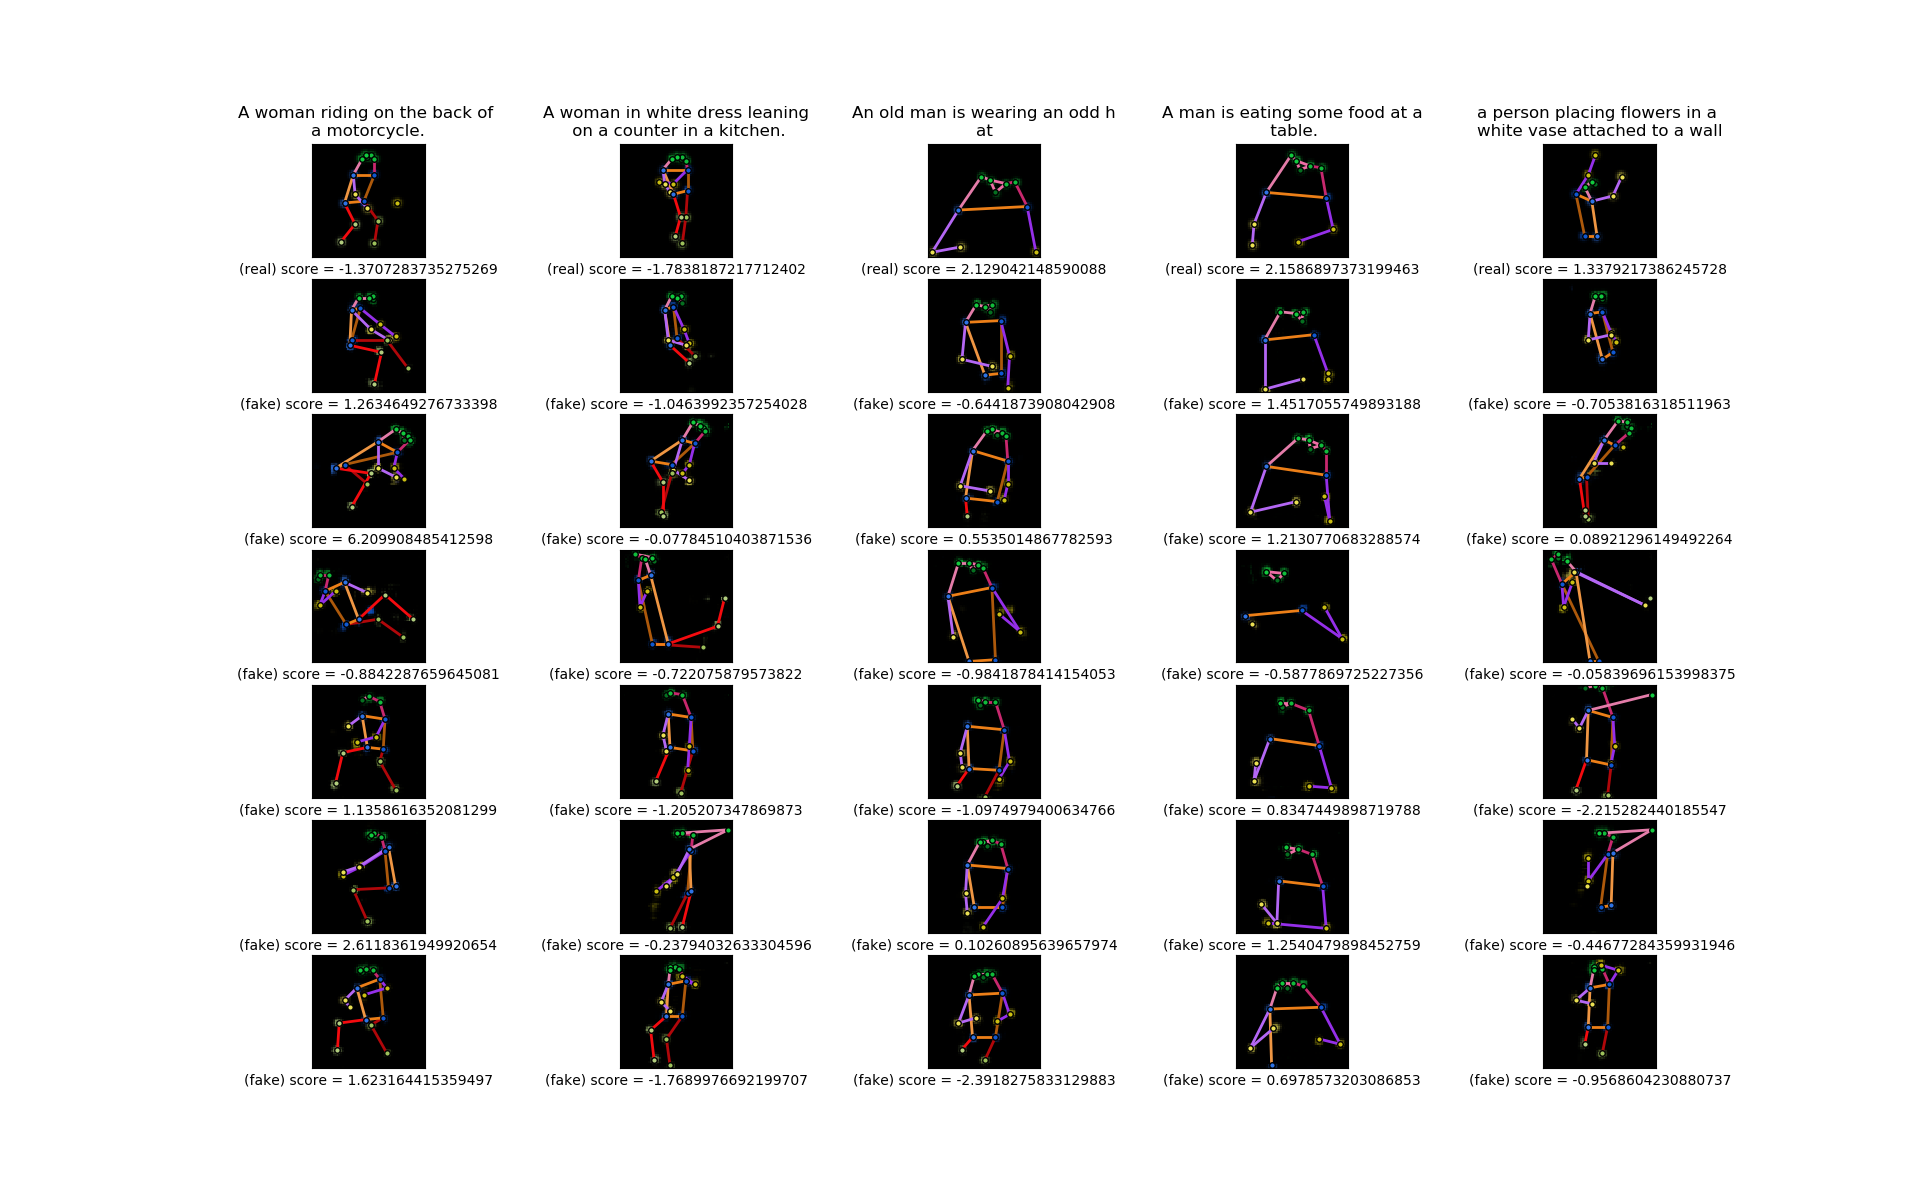 A woman riding on the back of
a motorcycle.
A woman in white dress leaning
on a counter in a kitchen.
An old man is wearing an odd h
at
A man is eating some food at a
table.
a person placing flowers in a
white vase attached to a wall
(real) score = -1.3707283735275269
(real) score = -1.7838187217712402
(real) score = 2.129042148590088
(real) score = 2.1586897373199463
(real) score = 1.3379217386245728
(fake) score = 1.2634649276733398
(fake) score = -1.0463992357254028
(fake) score = -0.6441873908042908
(fake) score = 1.4517055749893188
(fake) score = -0.7053816318511963
(fake) score = 6.209908485412598
(fake) score = -0.07784510403871536
(fake) score = 0.5535014867782593
(fake) score = 1.2130770683288574
(fake) score = 0.08921296149492264
(fake) score = -0.8842287659645081
(fake) score = -0.722075879573822
(fake) score = -0.9841878414154053
(fake) score = -0.5877869725227356
(fake) score = -0.05839696153998375
(fake) score = 1.1358616352081299
(fake) score = -1.205207347869873
(fake) score = -1.0974979400634766
(fake) score = 0.8347449898719788
(fake) score = -2.215282440185547
(fake) score = 2.6118361949920654
(fake) score = -0.23794032633304596
(fake) score = 0.10260895639657974
(fake) score = 1.2540479898452759
(fake) score = -0.44677284359931946
(fake) score = 1.623164415359497
(fake) score = -1.7689976692199707
(fake) score = -2.3918275833129883
(fake) score = 0.6978573203086853
(fake) score = -0.9568604230880737